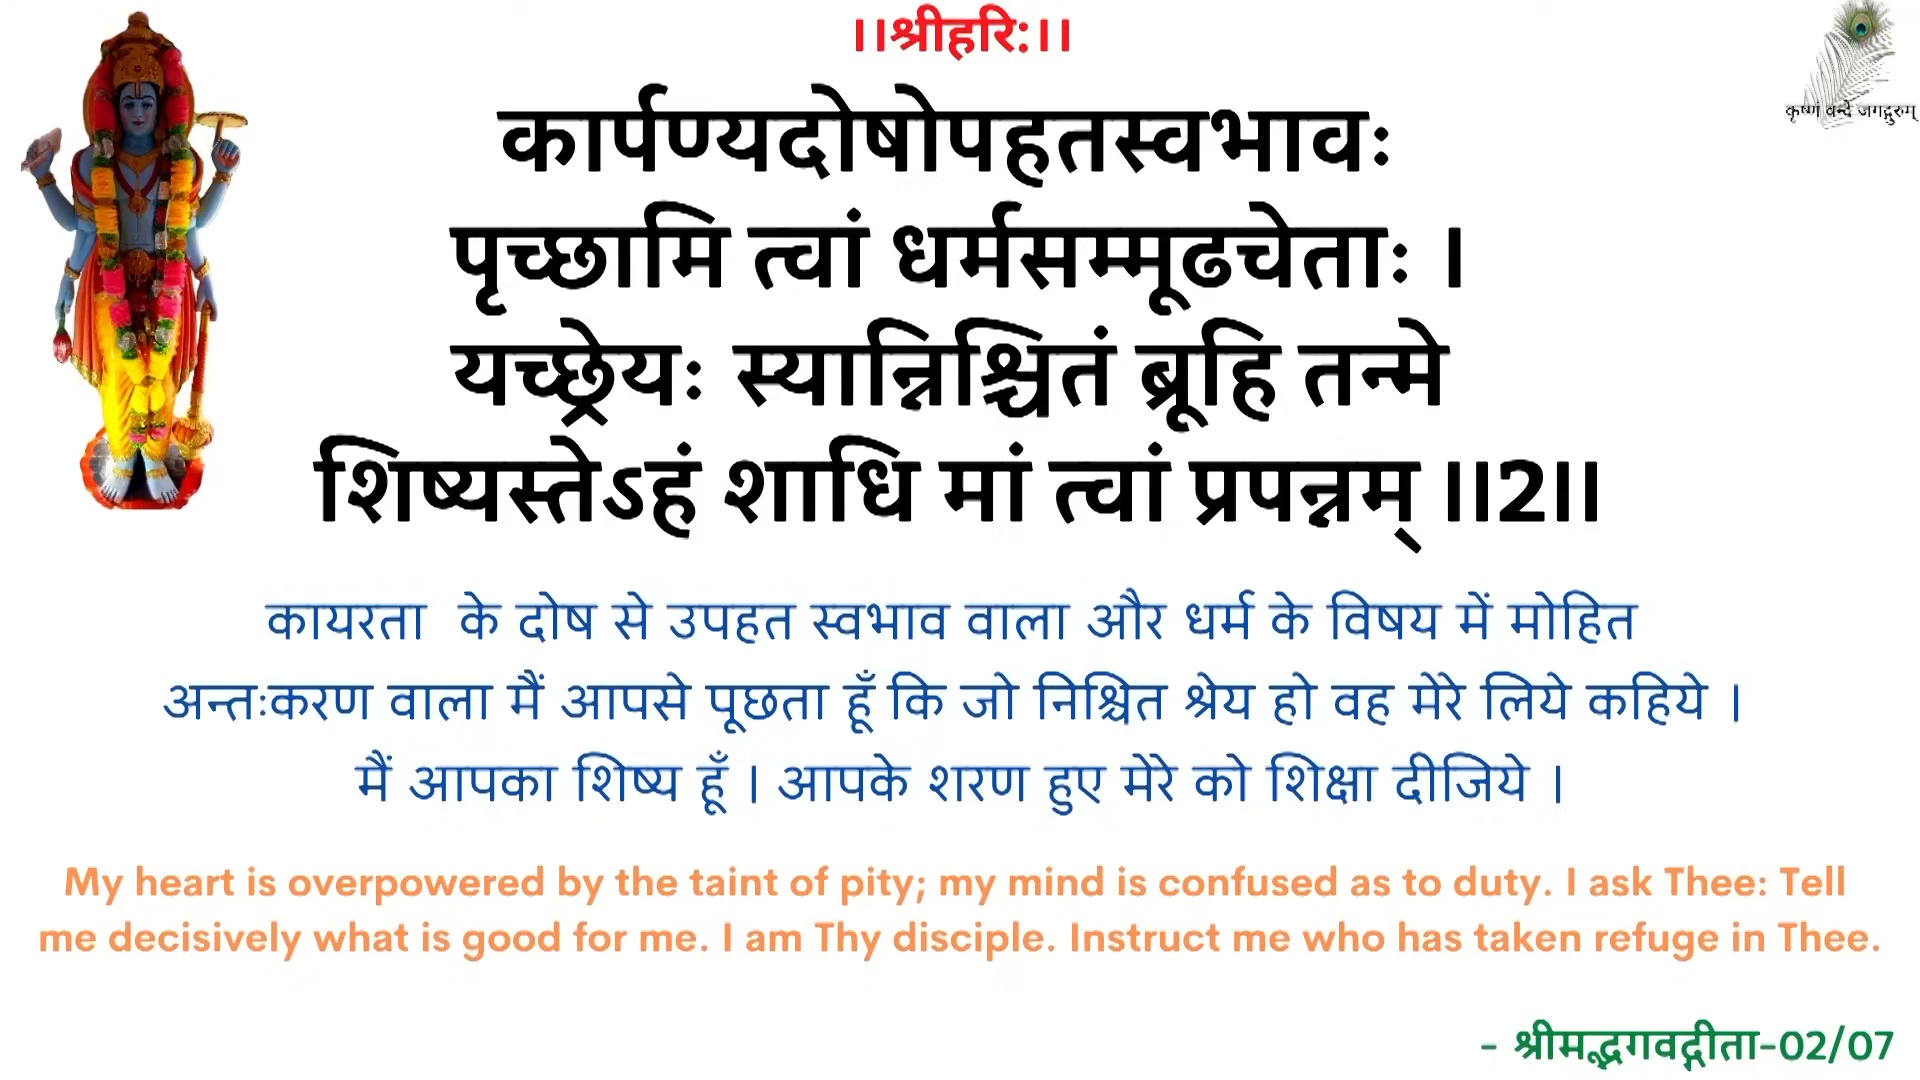 ।।श्रीहरि:।।
कृष्णं वन्दे जगद्गुरुम्
कार्पण्यदोषोपहतस्वभावः
पृच्छामि त्वां धर्मसम्मूढचेताः ।
यच्छ्रेयः स्यान्निश्चितं ब्रूहि तन्मे
शिष्यस्तेऽहं शाधि मां त्वां प्रपन्नम् ।।2।।
कायरता के दोष से उपहत स्वभाव वाला और धर्म के विषय में मोहित
अन्तःकरण वाला मैं आपसे पूछता हूँ कि जो निश्चित श्रेय हो वह मेरे लिये कहिये ।
मैं आपका शिष्य हूँ । आपके शरण हुए मेरे को शिक्षा दीजिये ।
My heart is overpowered by the taint of pity; my mind is confused as to duty. I ask Thee: Tell
me decisively what is good for me. I am Thy disciple. Instruct me who has taken refuge in Thee.
- श्रीमद्भगवद्गीता-02/07